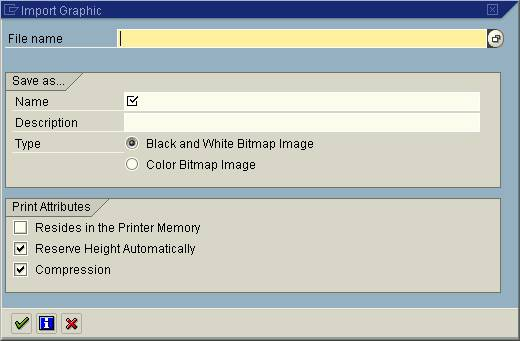 Import Graphic
File name
Save as...
Name
Description
Type
Black and White Bitmap Image
Color Bitmap Image
Print Attributes
Resides in the Printer Memory
Reserve Height Automatically
Compression